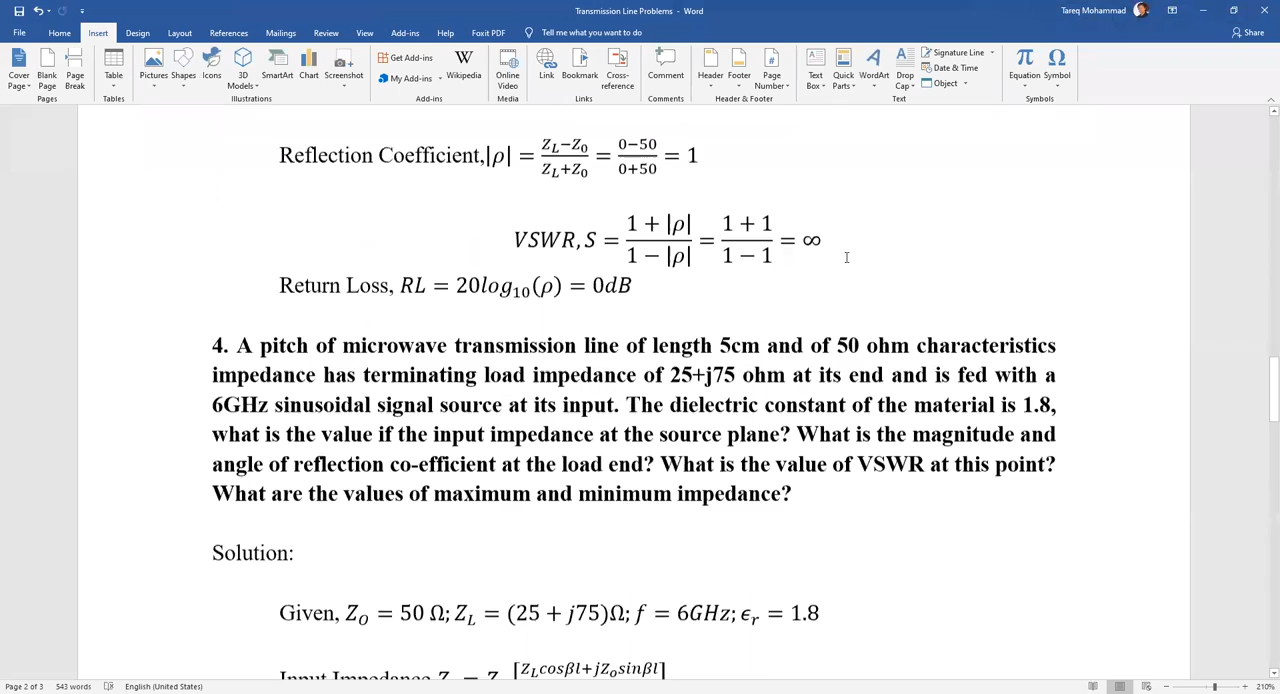 Transmission Line Problems - Word
Tareq Mohammad
File Home Insert Design Layout References Mailings Review View Add-ins Help Foxit PDF Tell me what you want to do Share
Cover Page Blank Page Page Break Table Pictures Shapes Icons 3D Models SmartArt Chart Screenshot Get Add-ins My Add-ins Wikipedia Online Video Link Bookmark Cross-reference Comment Header Footer Page Number Text Box Quick Parts WordArt Drop Cap Signature Line Date & Time Object Equation Symbol
Pages Tables Illustrations Add-ins Media Links Comments Header & Footer Text Symbols
Reflection Coefficient,|ρ| = (Z_L−Z_0)/(Z_L+Z_0) = (0−50)/(0+50) = 1
VSWR, S = (1 + |ρ|)/(1 − |ρ|) = (1 + 1)/(1 − 1) = ∞
Return Loss, RL = 20log₁₀(ρ) = 0dB
4. A pitch of microwave transmission line of length 5cm and of 50 ohm characteristics
impedance has terminating load impedance of 25+j75 ohm at its end and is fed with a
6GHz sinusoidal signal source at its input. The dielectric constant of the material is 1.8,
what is the value if the input impedance at the source plane? What is the magnitude and
angle of reflection co-efficient at the load end? What is the value of VSWR at this point?
What are the values of maximum and minimum impedance?
Solution:
Given, Z_O = 50 Ω; Z_L = (25 + j75)Ω; f = 6GHz; ϵ_r = 1.8
Input Impedance Z = Z [Z_L cosβl+jZ_o sinβl]
Page 2 of 3 543 words English (United States) 210%